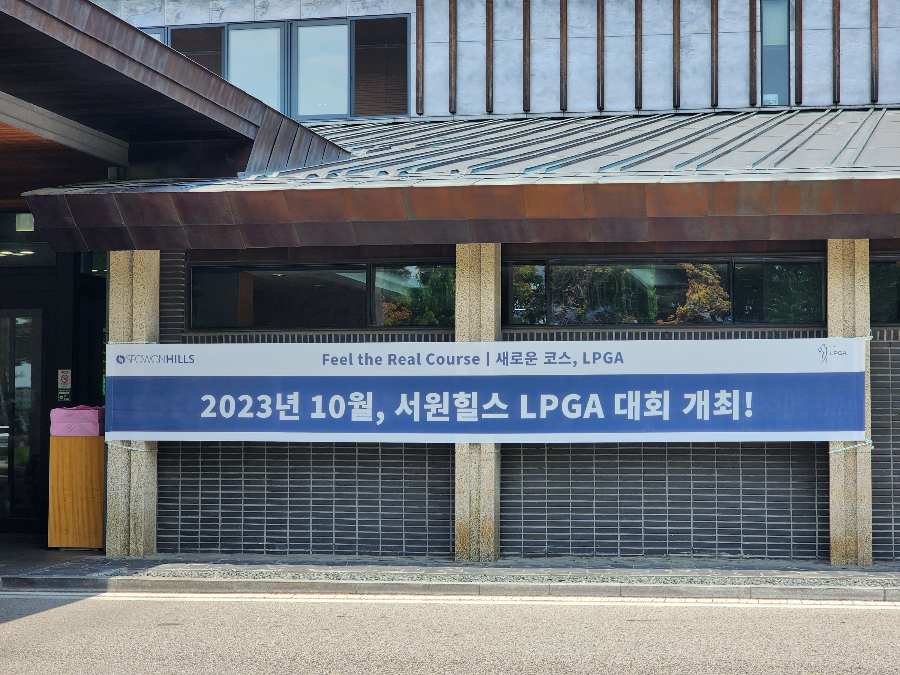 SEOWONHILLS
Feel the Real Course | 새로운 코스, LPGA
LPGA
2023년 10월, 서원힐스 LPGA 대회 개최!